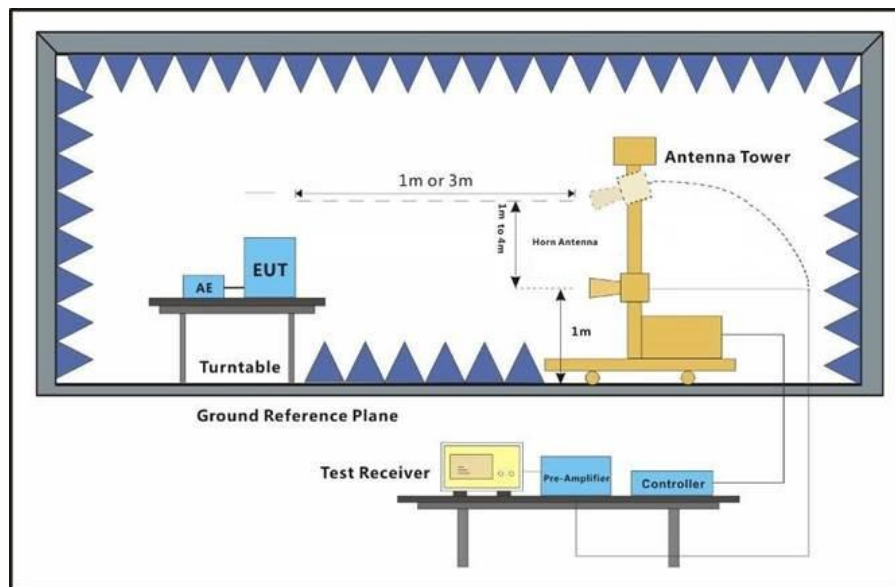 Antenna Tower
1m or 3m
1m to 4m
Horn Antenna
EUT
AE
1m
Turntable
Ground Reference Plane
Test Receiver
Pre-Amplifier
Controller